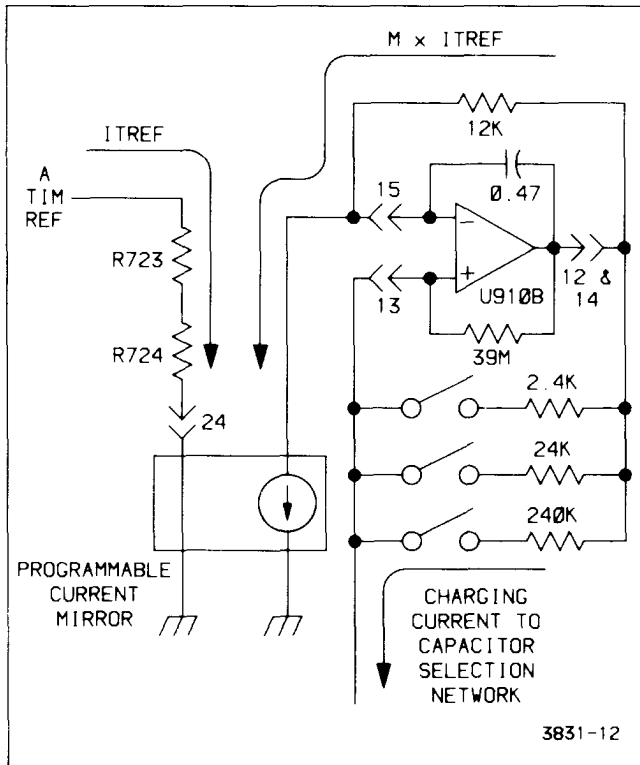 M x ITREF
ITREF
12K
A
TIM
REF
15
0.47
R723
13
U910B
12 &
14
R724
39M
24
2.4K
24K
240K
PROGRAMMABLE
CURRENT
MIRROR
CHARGING
CURRENT TO
CAPACITOR
SELECTION
NETWORK
3831-12